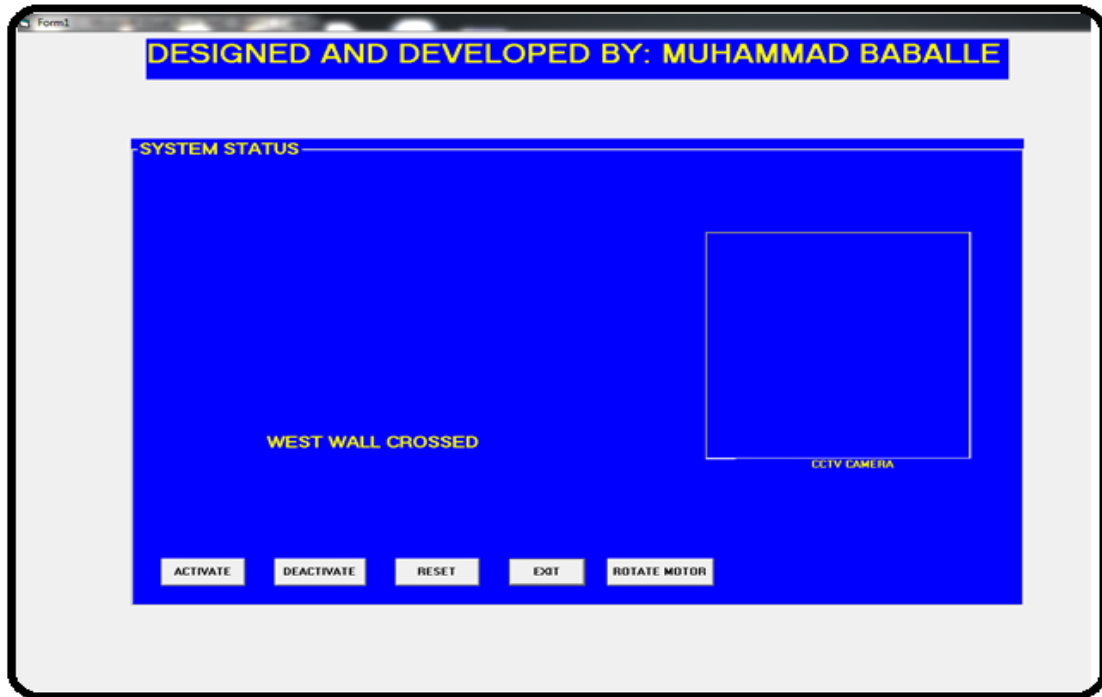 Form1
DESIGNED AND DEVELOPED BY: MUHAMMAD BABALLE
SYSTEM STATUS
WEST WALL CROSSED
CCTV CAMERA
ACTIVATE DEACTIVATE RESET EXIT ROTATE MOTOR